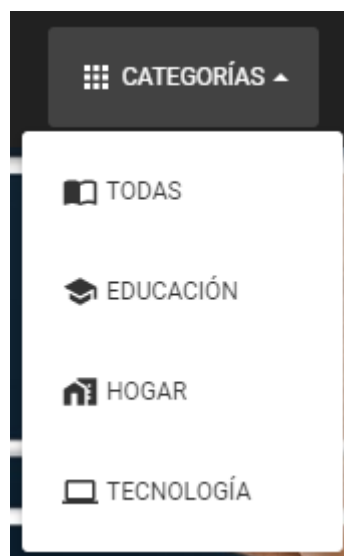 CATEGORÍAS
TODAS
EDUCACIÓN
HOGAR
TECNOLOGÍA